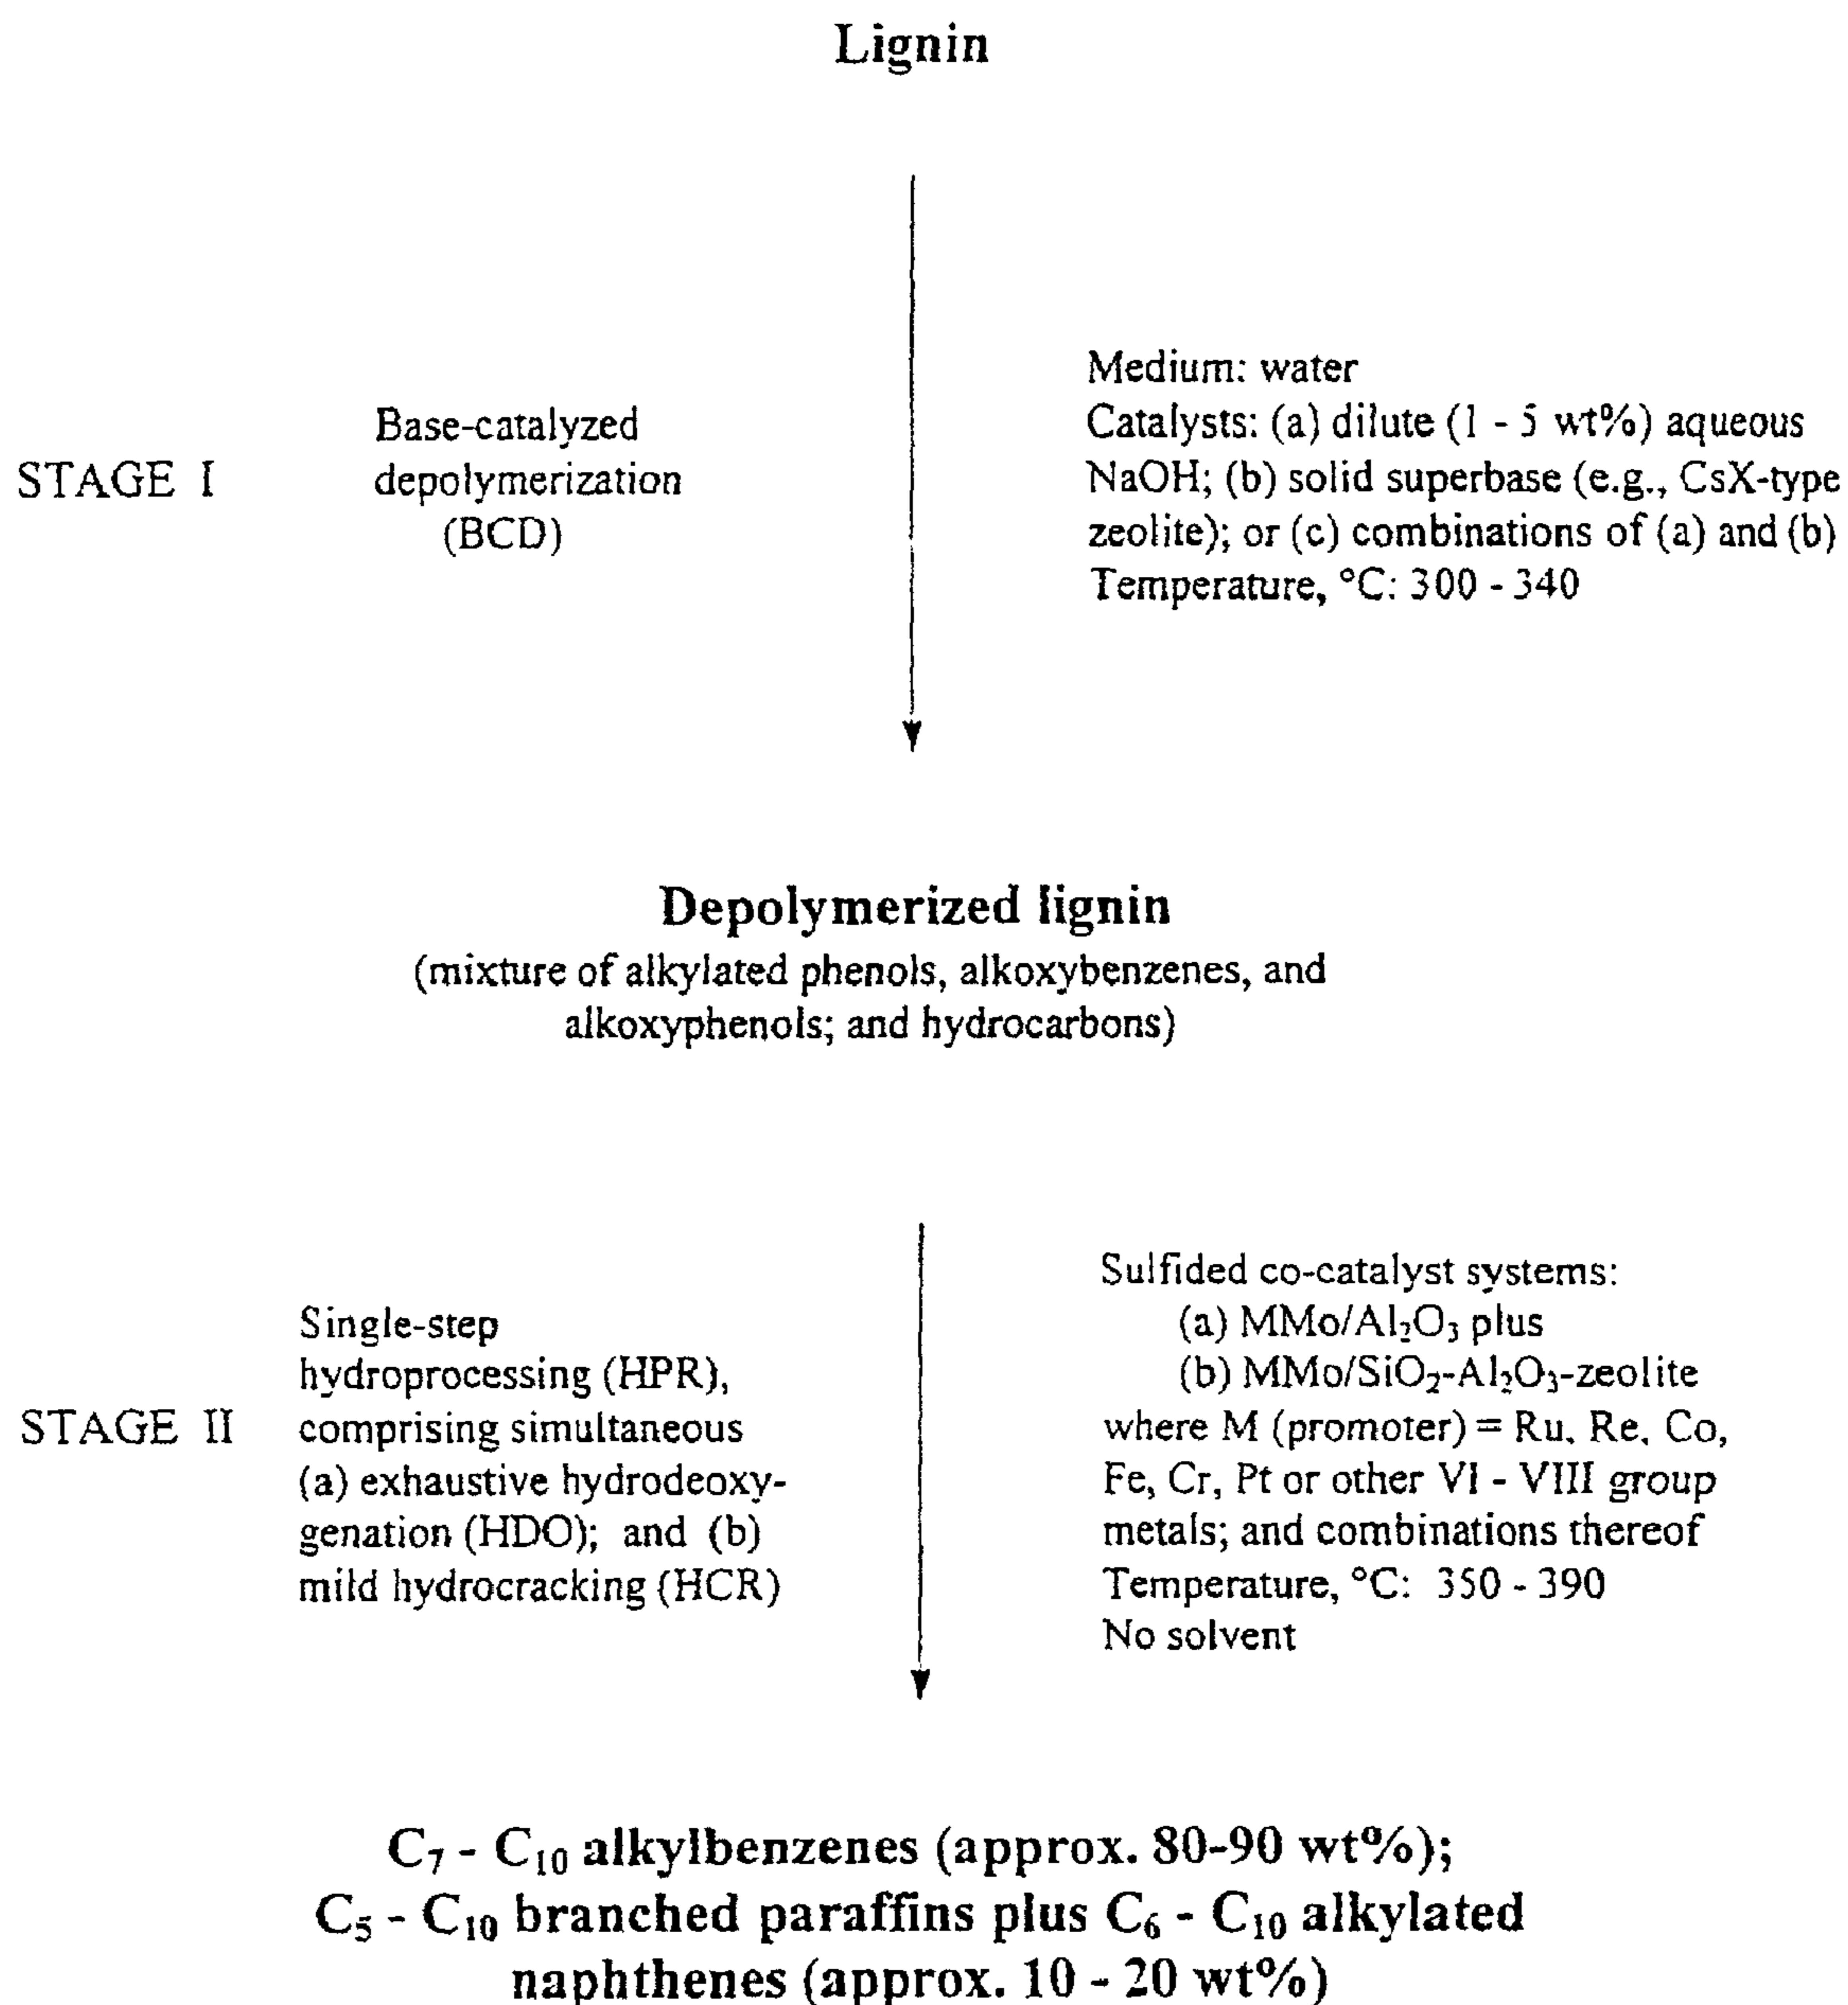 Lignin
STAGE I
Base-catalyzed
depolymerization
(BCD)
Medium: water
Catalysts: (a) dilute (1 - 5 wt%) aqueous
NaOH; (b) solid superbase (e.g., CsX-type
zeolite); or (c) combinations of (a) and (b)
Temperature, °C: 300 - 340
Depolymerized lignin
(mixture of alkylated phenols, alkoxybenzenes, and
alkoxyphenols; and hydrocarbons)
STAGE II
Single-step
hydroprocessing (HPR),
comprising simultaneous
(a) exhaustive hydrodeoxy-
genation (HDO); and (b)
mild hydrocracking (HCR)
Sulfided co-catalyst systems:
(a) MMo/Al₂O₃ plus
(b) MMo/SiO₂-Al₂O₃-zeolite
where M (promoter) = Ru, Re, Co,
Fe, Cr, Pt or other VI - VIII group
metals; and combinations thereof
Temperature, °C: 350 - 390
No solvent
C₇ - C₁₀ alkylbenzenes (approx. 80-90 wt%);
C₅ - C₁₀ branched paraffins plus C₆ - C₁₀ alkylated
naphthenes (approx. 10 - 20 wt%)